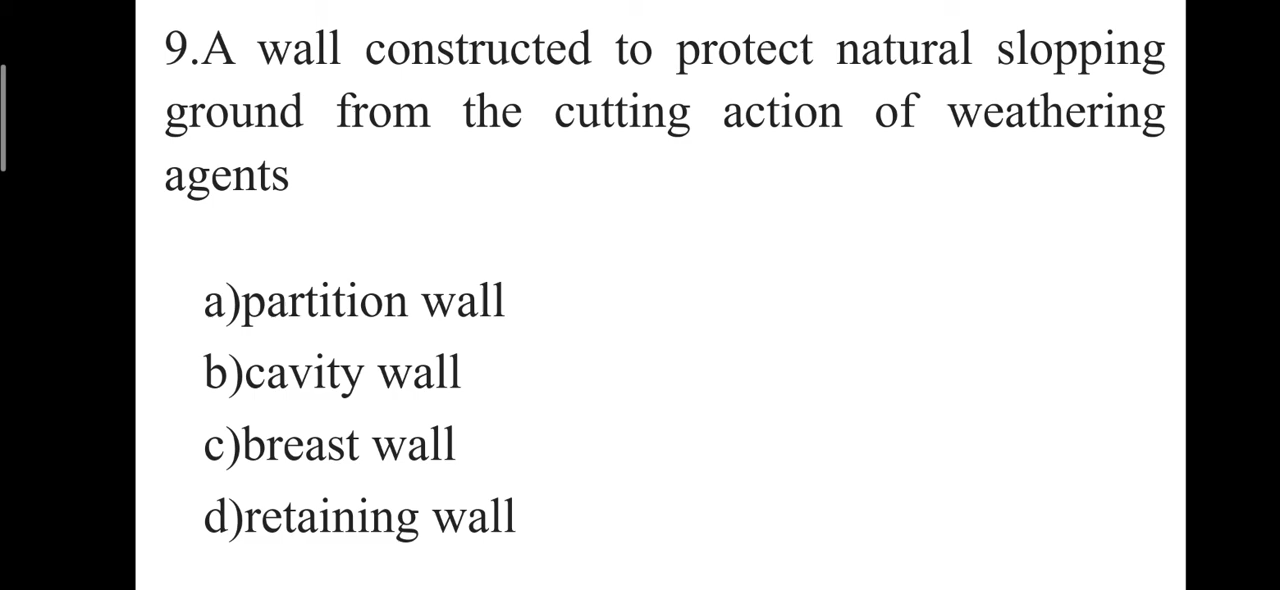 9.A wall constructed to protect natural slopping
ground from the cutting action of weathering
agents
a)partition wall
b)cavity wall
c)breast wall
d)retaining wall